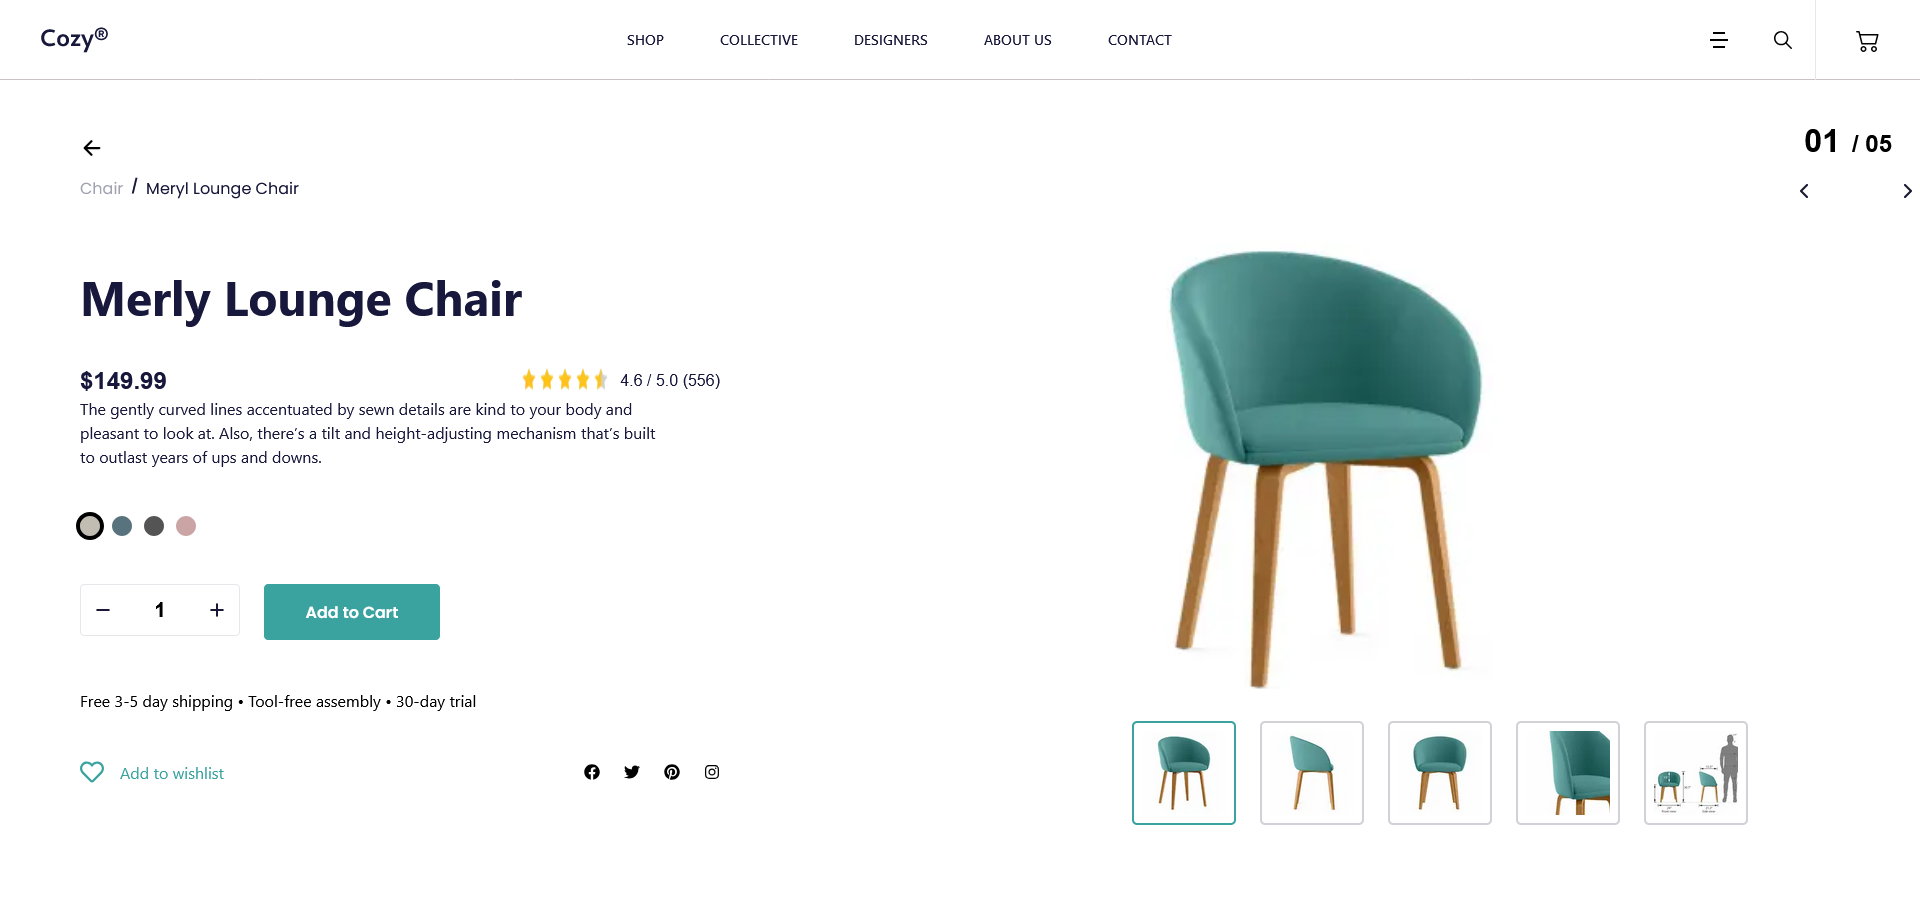 Cozy®
SHOP
COLLECTIVE
DESIGNERS
ABOUT US
CONTACT
01 / 05
Chair / Meryl Lounge Chair
Merly Lounge Chair
$149.99
4.6 / 5.0 (556)
The gently curved lines accentuated by sewn details are kind to your body and
pleasant to look at. Also, there’s a tilt and height-adjusting mechanism that’s built
to outlast years of ups and downs.
1
Add to Cart
Free 3-5 day shipping • Tool-free assembly • 30-day trial
Add to wishlist